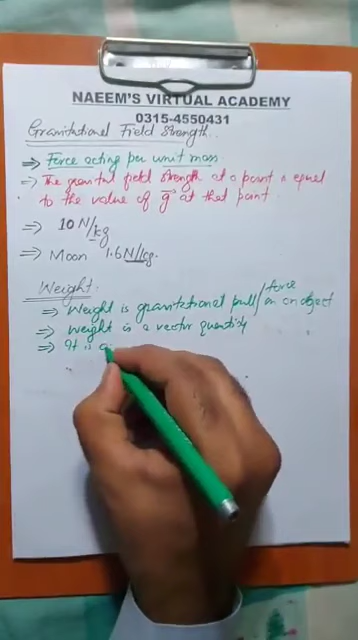 NAEEM'S VIRTUAL ACADEMY
0315-4550431
Gravitational Field Strength.
⇒ Force acting per unit mass
⇒ The gravital field strength at a point is equal
to the value of g⃗ at that point.
⇒ 10 N/kg
⇒ Moon 1.6N/kg.
Weight.
⇒ Weight is gravitational pull/force on an object
⇒ Weight is a vector quantity
⇒ It is